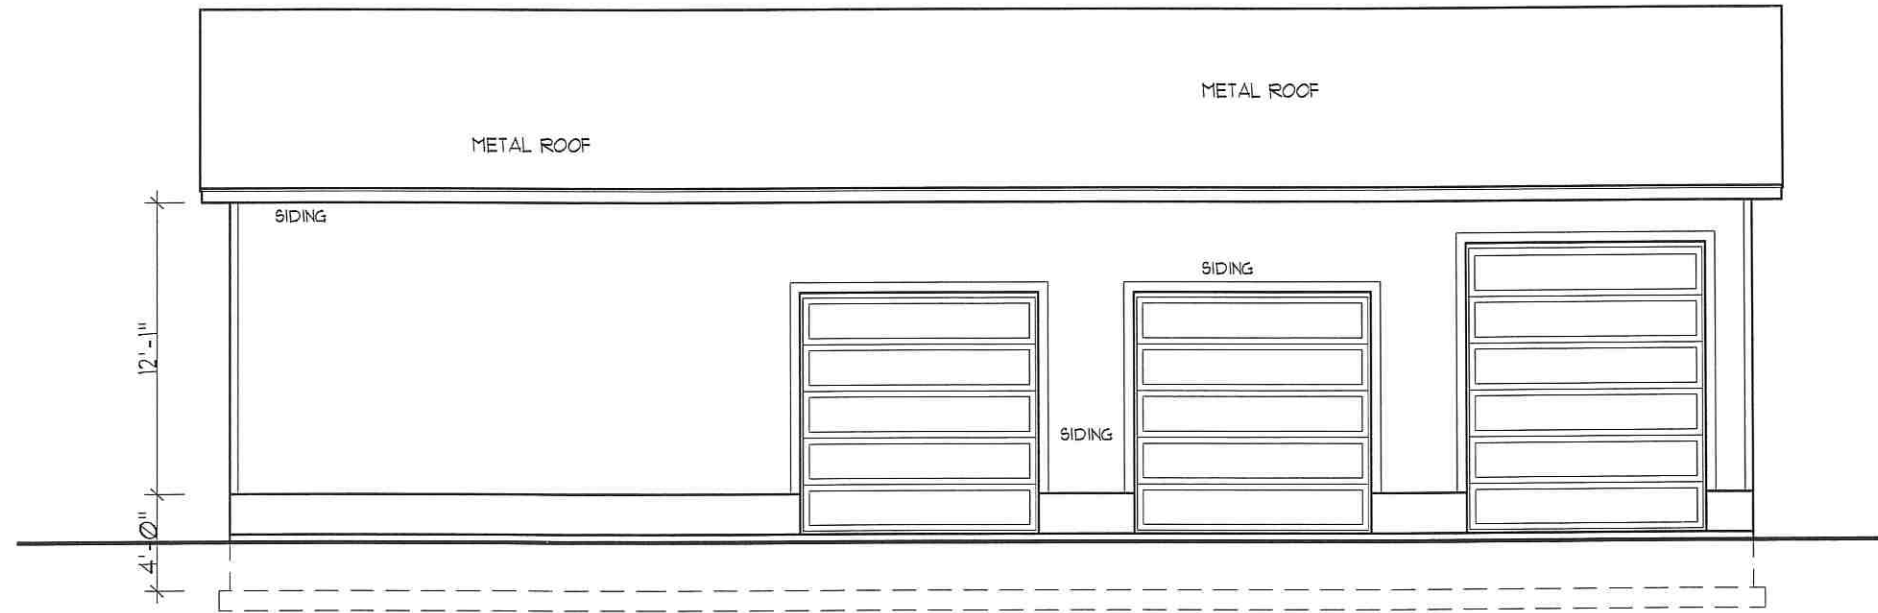 METAL ROOF
METAL ROOF
SIDING
SIDING
12'-1"
SIDING
4'-0"